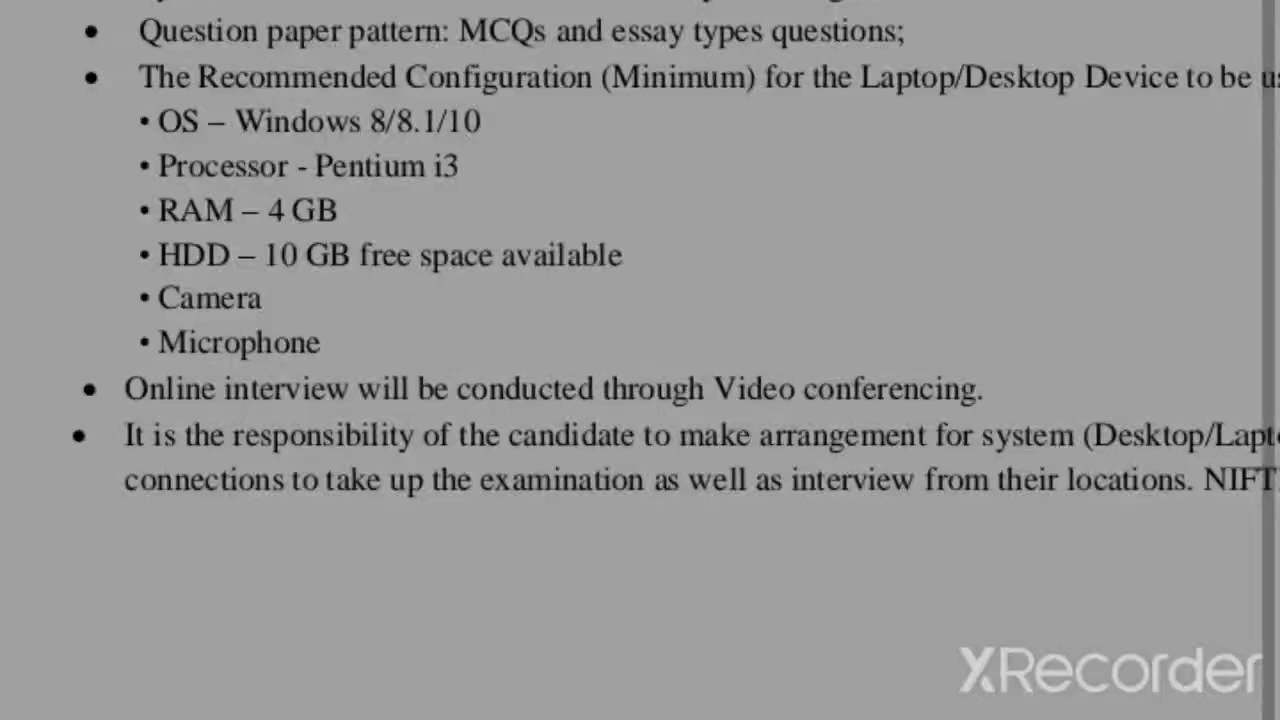 • Question paper pattern: MCQs and essay types questions;
• The Recommended Configuration (Minimum) for the Laptop/Desktop Device to be
• OS – Windows 8/8.1/10
• Processor - Pentium i3
• RAM – 4 GB
• HDD – 10 GB free space available
• Camera
• Microphone
• Online interview will be conducted through Video conferencing.
• It is the responsibility of the candidate to make arrangement for system (Desktop/
connections to take up the examination as well as interview from their locations. NIFT
XRecorder